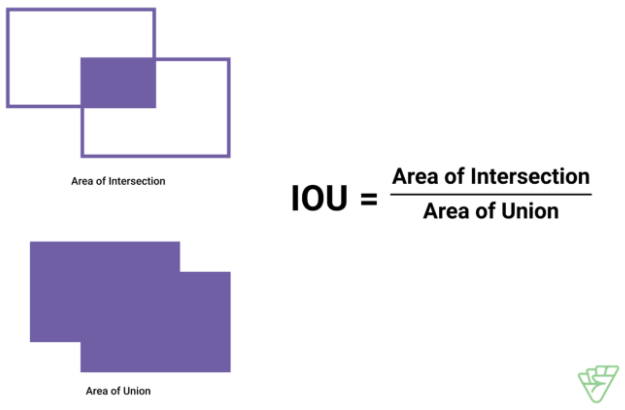 Area of Intersection
IOU = Area of Intersection
Area of Union
Area of Union